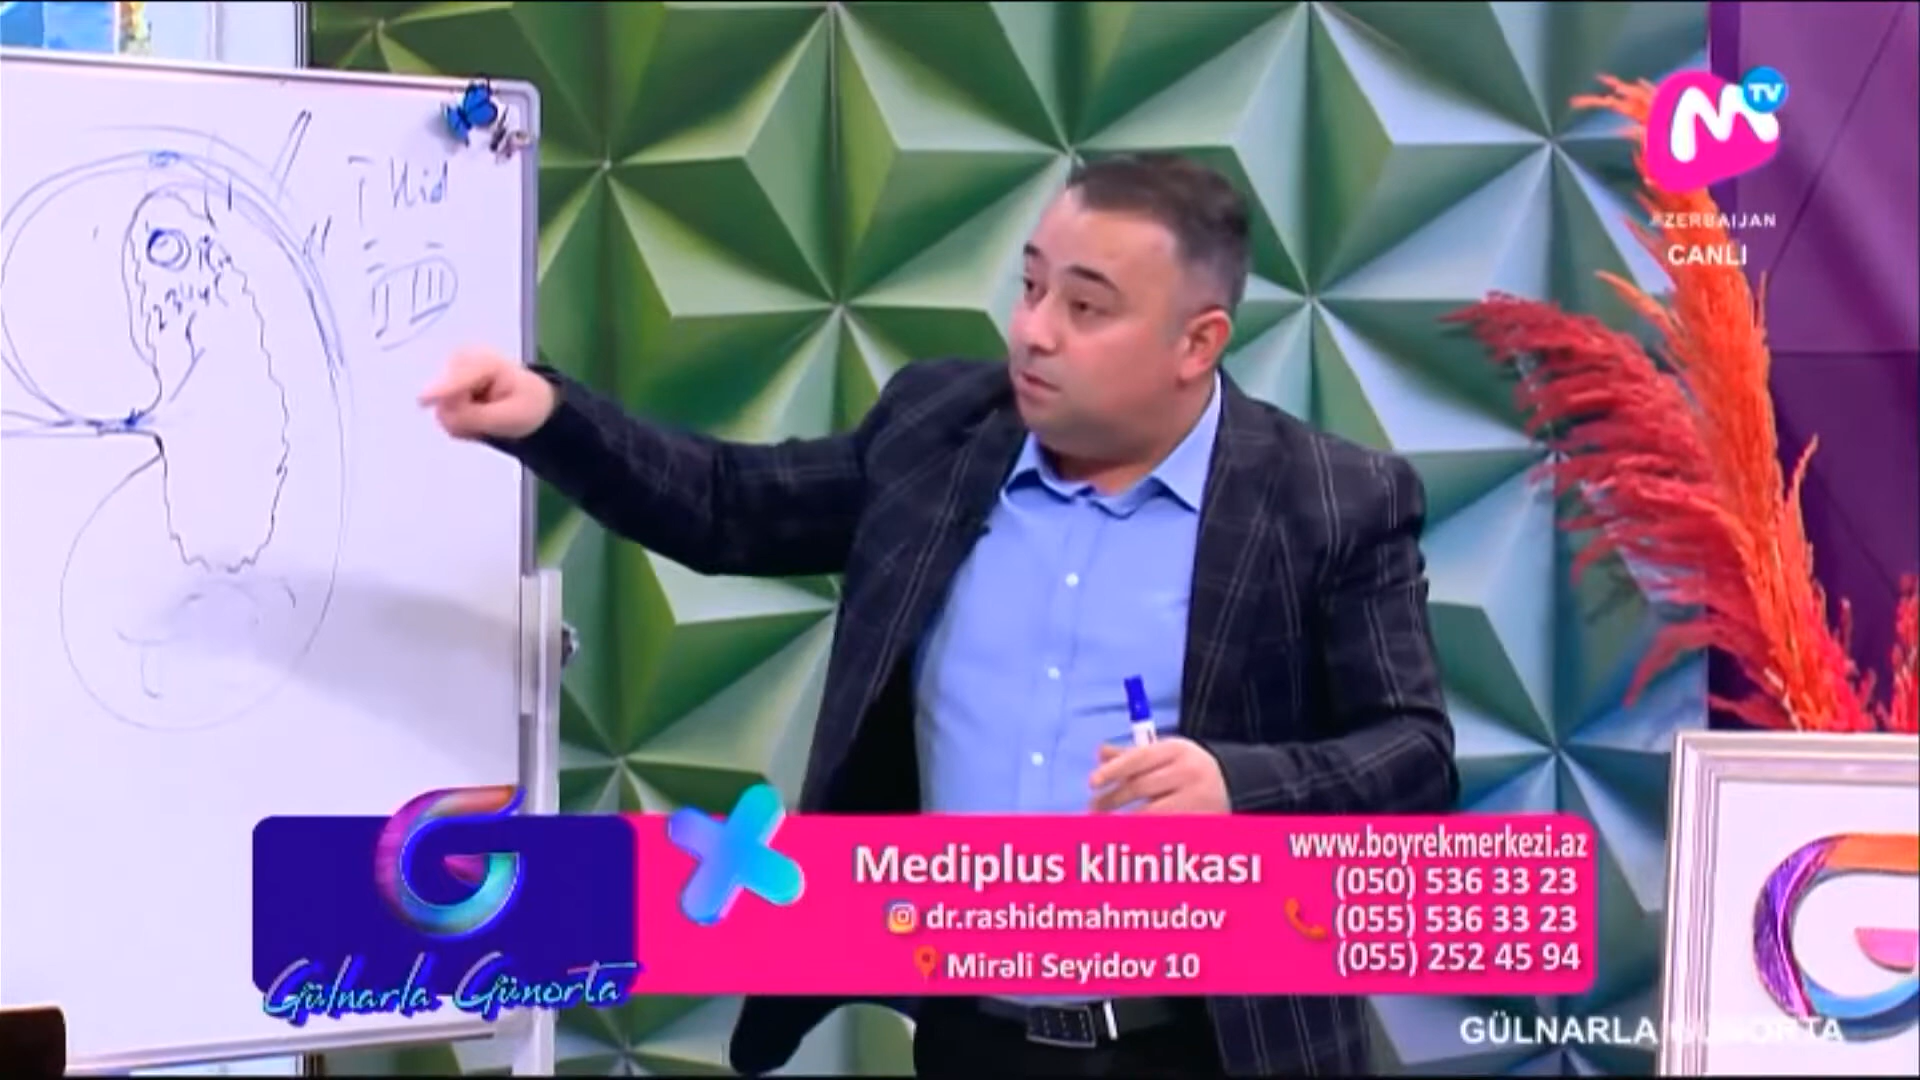 M TV
AZERBAIJAN
CANLI
Gülnarla Günorta
Mediplus klinikası
dr.rashidmahmudov
Mirəli Seyidov 10
www.boyrekmerkezi.az
(050) 536 33 23
(055) 536 33 23
(055) 252 45 94
GÜLNARLA GÜNORTA